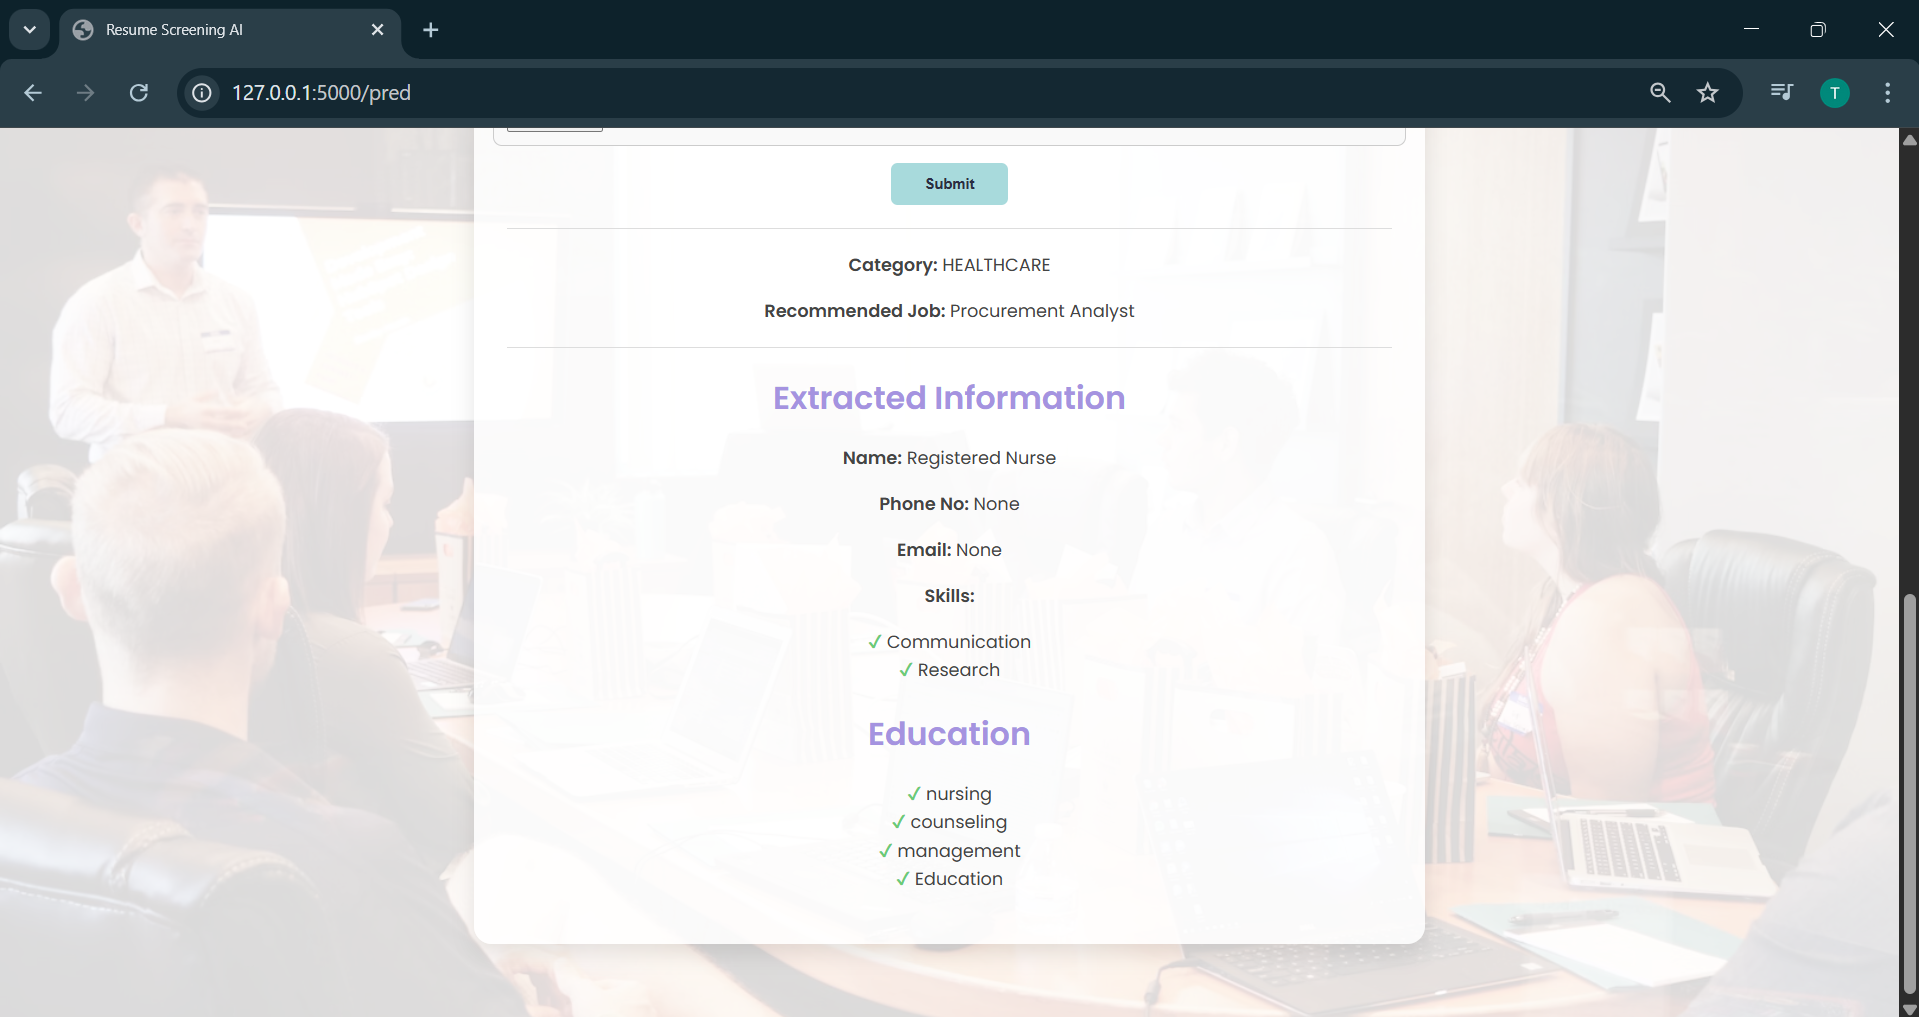 Resume Screening AI
127.0.0.1:5000/pred
T
Submit
Category: HEALTHCARE
Recommended Job: Procurement Analyst
Extracted Information
Name: Registered Nurse
Phone No: None
Email: None
Skills:
✓ Communication
✓ Research
Education
✓ nursing
✓ counseling
✓ management
✓ Education